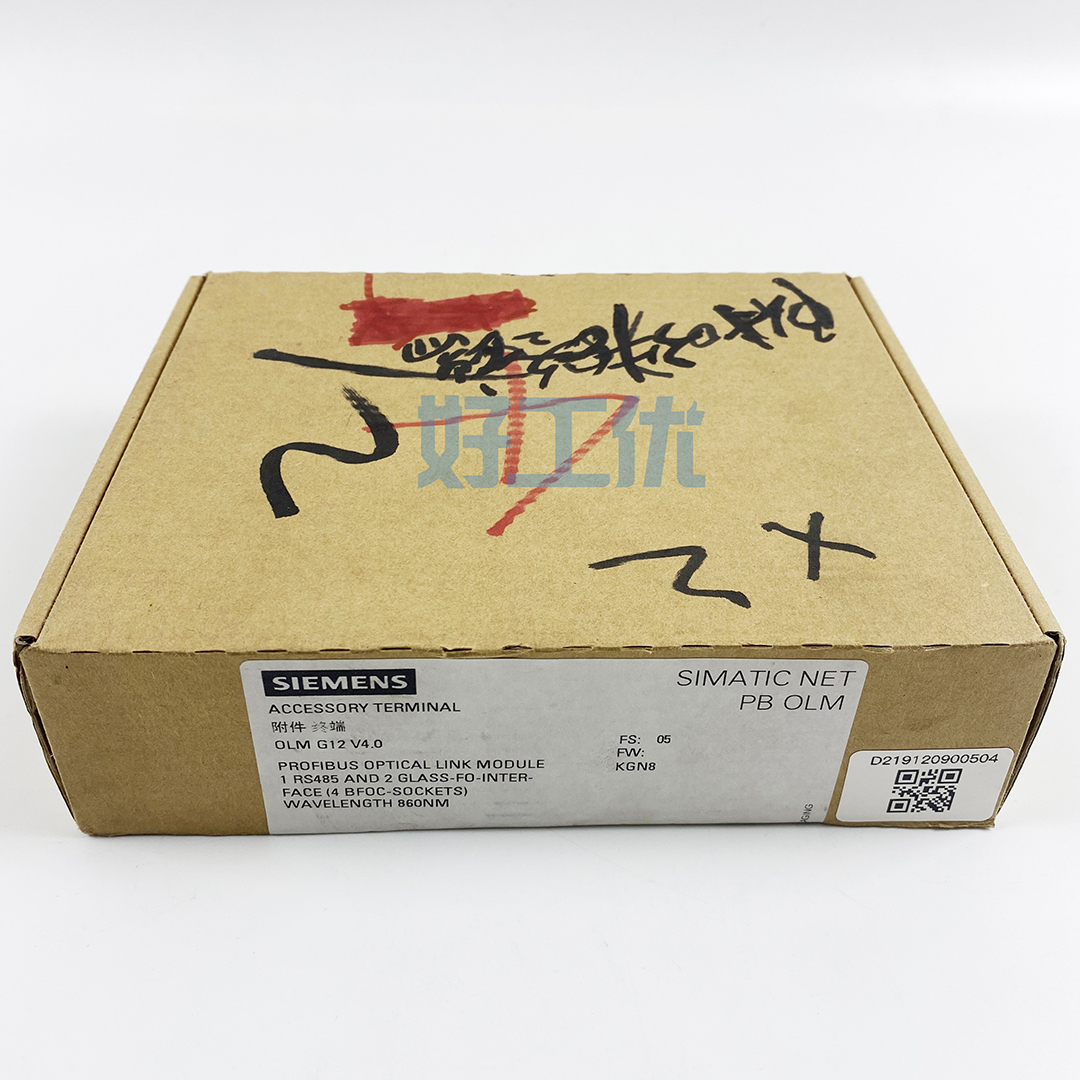 好工优
SIEMENS
ACCESSORY TERMINAL
附件 终端
OLM G12 V4.0
PROFIBUS OPTICAL LINK MODULE
1 RS485 AND 2 GLASS-FO-INTER-
FACE (4 BFOC-SOCKETS)
WAVELENGTH 860NM
SIMATIC NET
PB OLM
FS: 05
FW:
KGN8
D219120900504